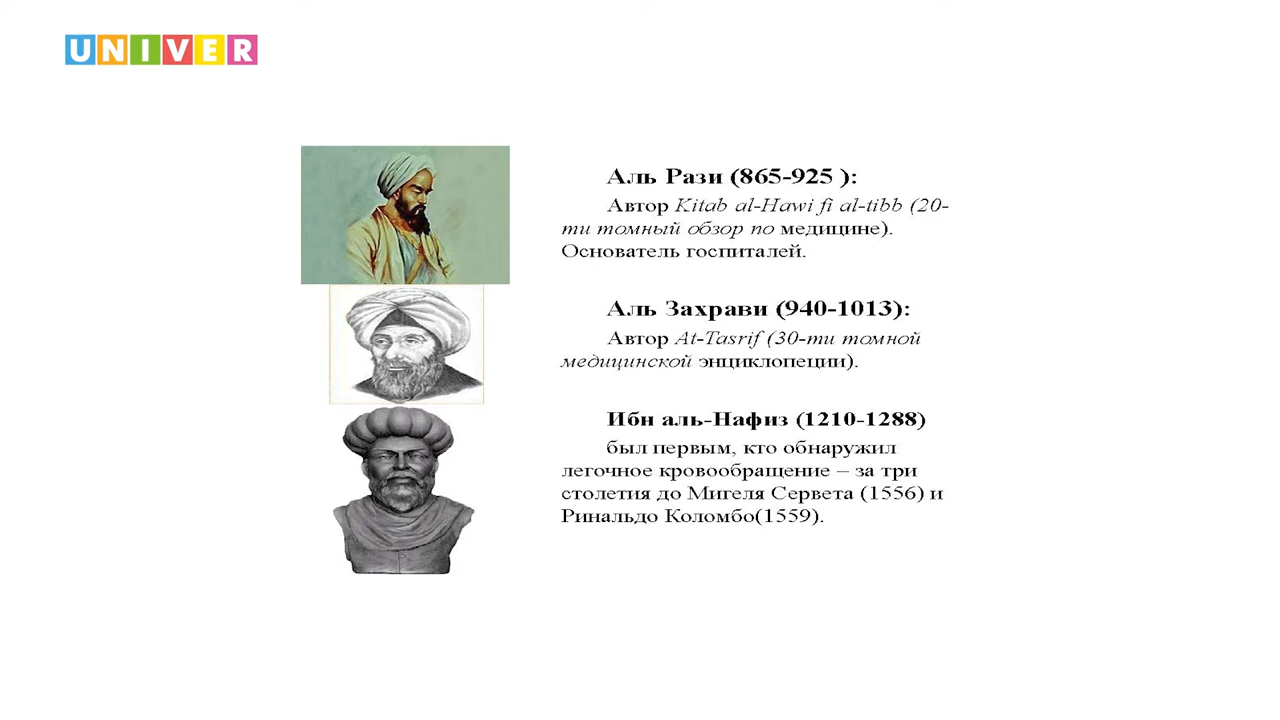 UNIVER
Аль Рази (865-925 ):
Автор Kitab al-Hawi fi al-tibb (20-
ти томный обзор по медицине).
Основатель госпиталей.
Аль Захрави (940-1013):
Автор At-Tasrif (30-ти томной
медицинской энциклопеции).
Ибн аль-Нафиз (1210-1288)
был первым, кто обнаружил
легочное кровообращение – за три
столетия до Мигеля Сервета (1556) и
Ринальдо Коломбо(1559).